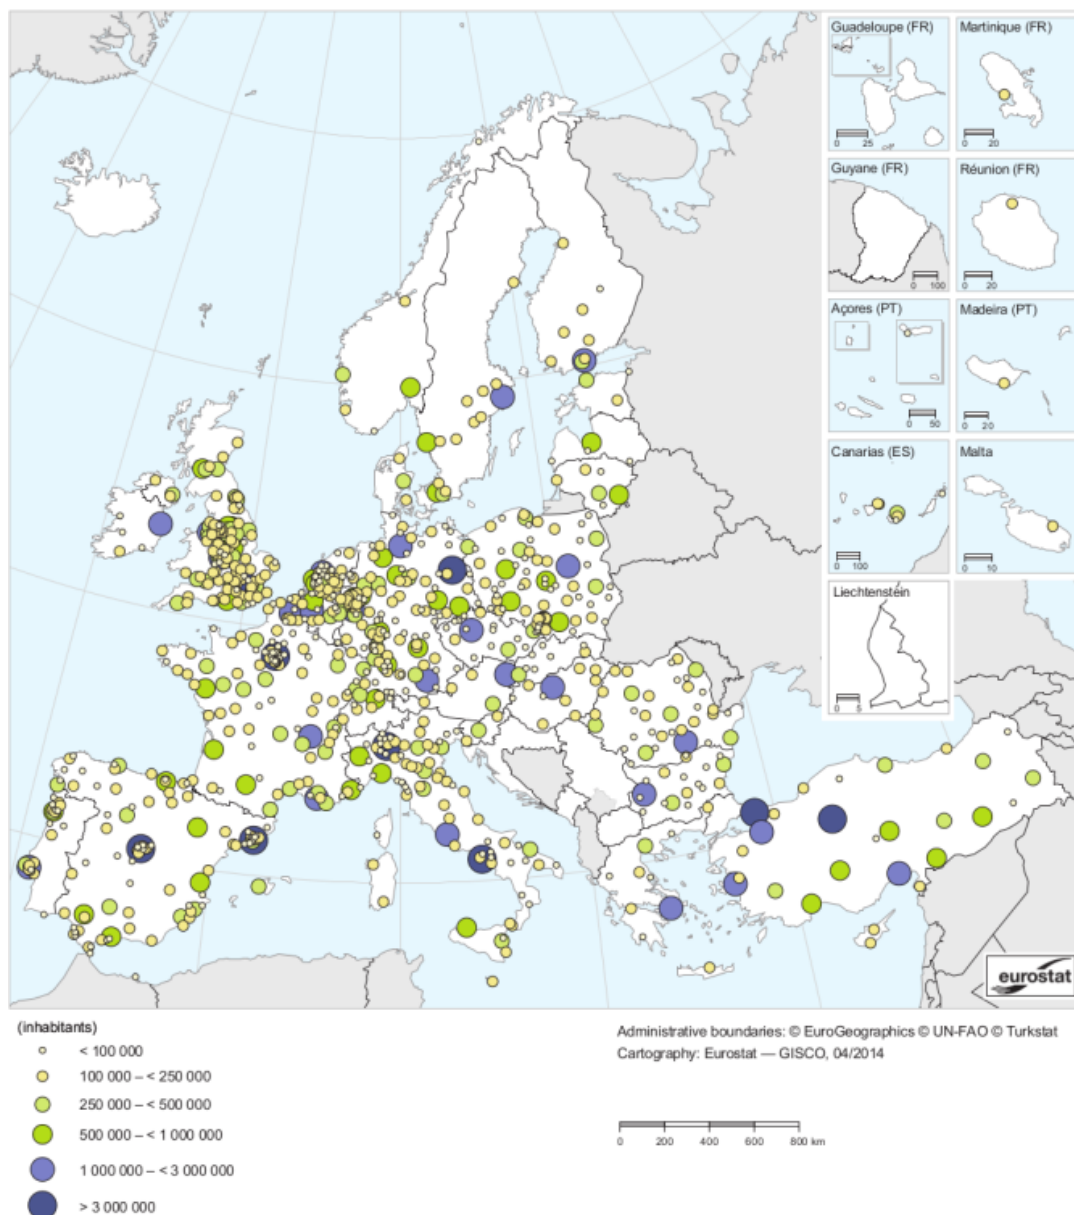 Guadeloupe (FR)
0 25
Martinique (FR)
0 20
Guyane (FR)
0 100
Réunion (FR)
0 20
Açores (PT)
0 50
Madeira (PT)
0 20
Canarias (ES)
0 100
Malta
0 10
Liechtenstein
0 5
eurostat
(inhabitants)
< 100 000
100 000 – < 250 000
250 000 – < 500 000
500 000 – < 1 000 000
1 000 000 – < 3 000 000
> 3 000 000
Administrative boundaries: © EuroGeographics © UN-FAO © Turkstat
Cartography: Eurostat — GISCO, 04/2014
0 200 400 600 800 km